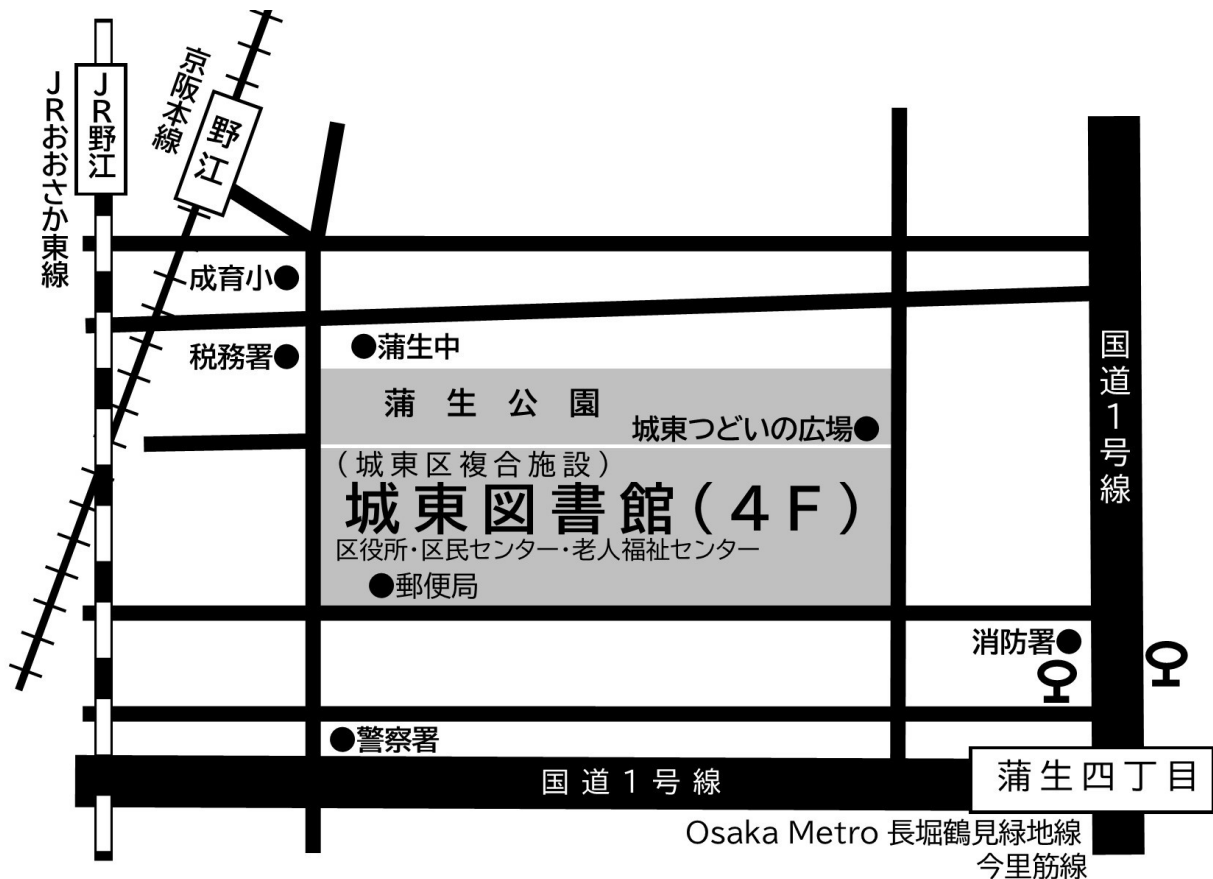 JR野江
JRおおさか東線
京阪本線
野江
成育小●
税務署●
●蒲生中
蒲生公園
城東つどいの広場●
(城東区複合施設)
城東図書館(4F)
区役所・区民センター・老人福祉センター
●郵便局
国道1号線
消防署●
●警察署
国道1号線
蒲生四丁目
Osaka Metro 長堀鶴見緑地線
今里筋線